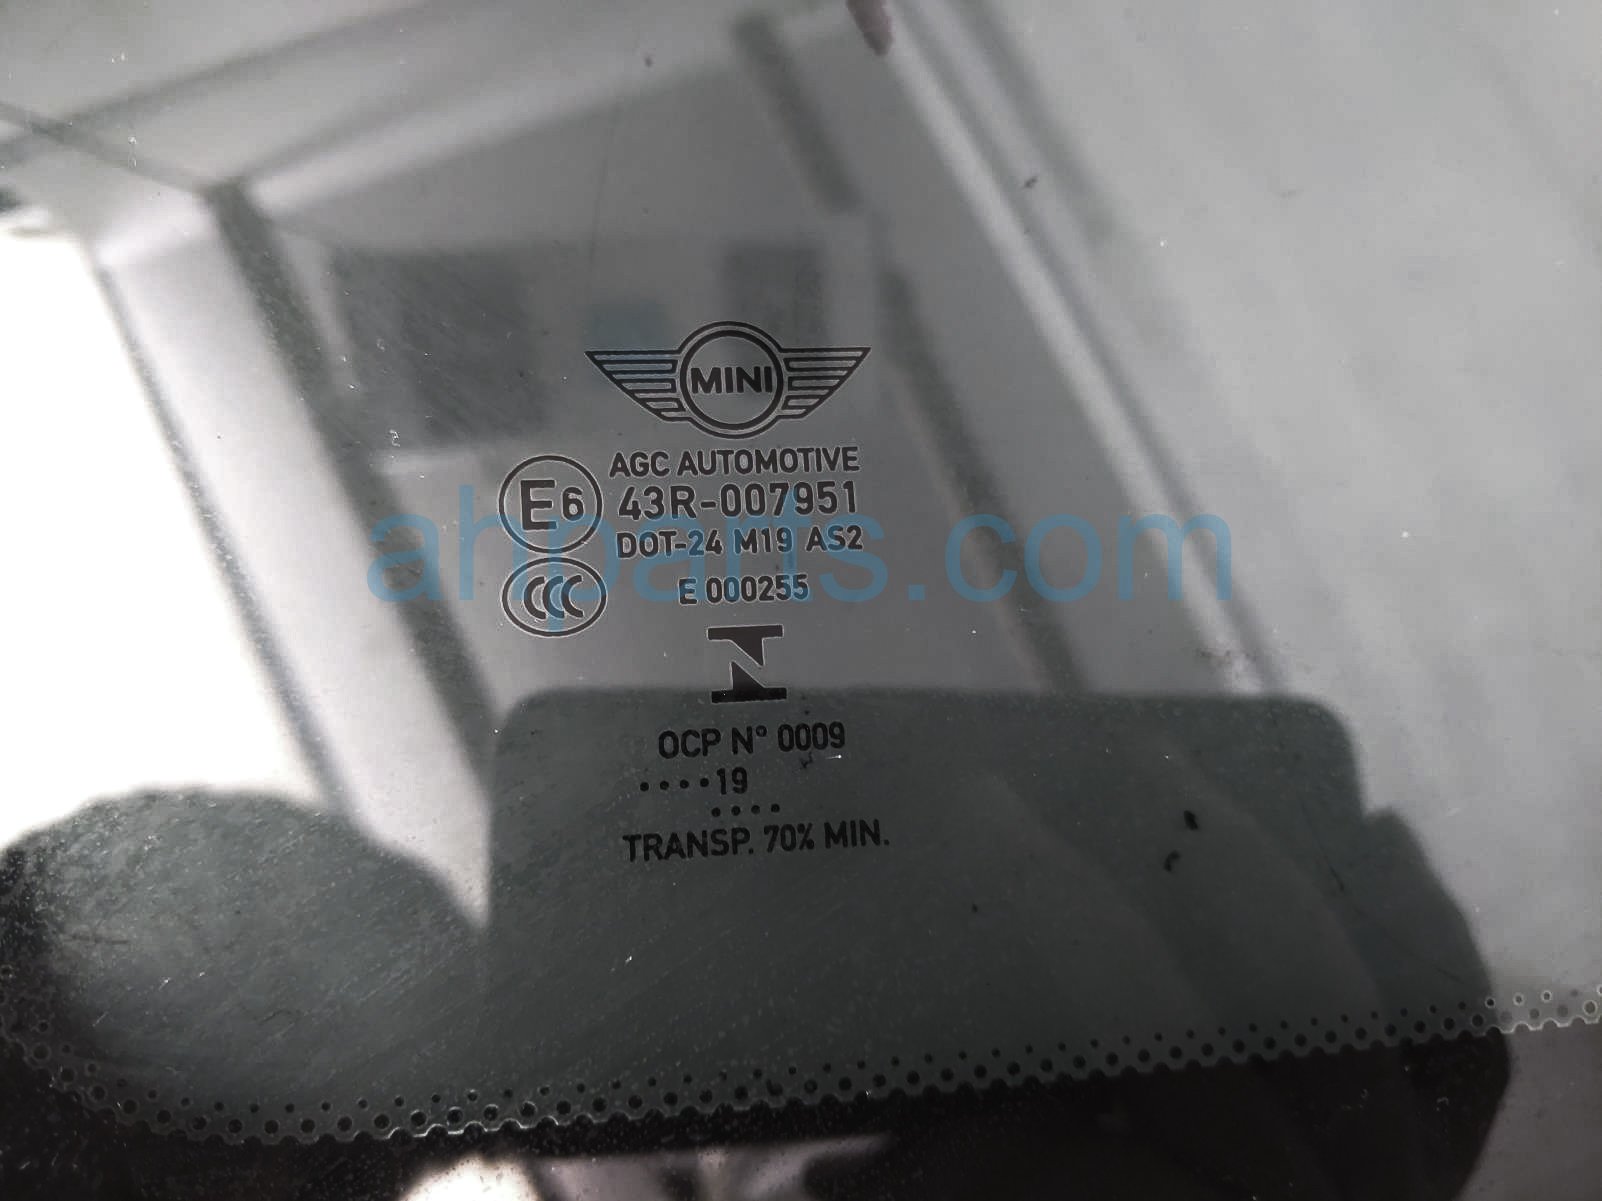 MINI
AGC AUTOMOTIVE
E6 43R-007951
DOT-24 M19 AS2
CCC E 000255
N
OCP N° 0009
....19
....
TRANSP. 70% MIN.
ahparts.com